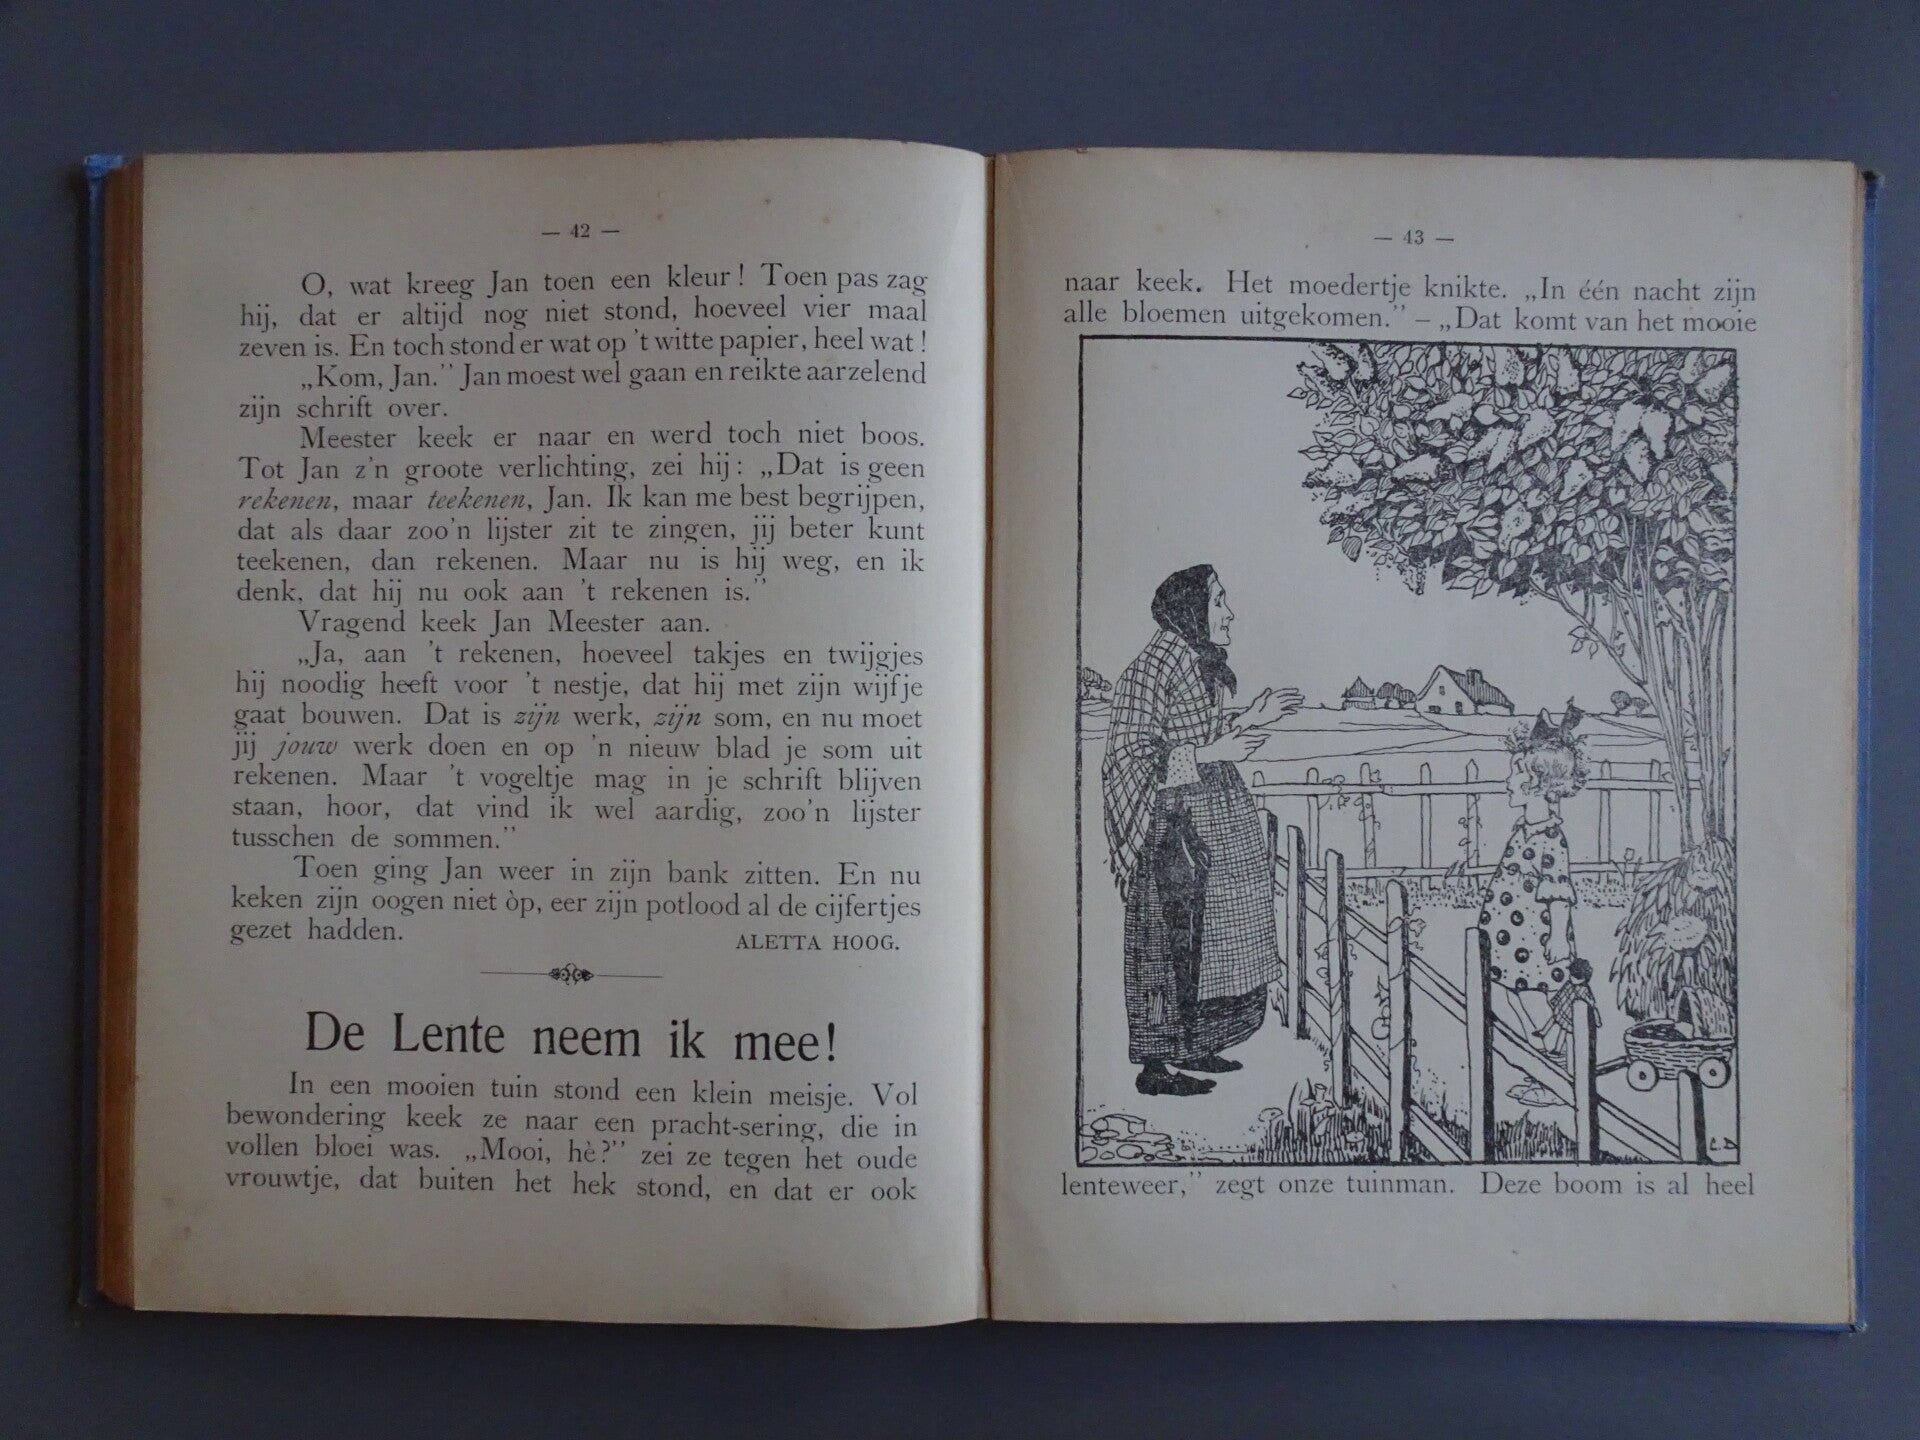 — 42 —
O, wat kreeg Jan toen een kleur! Toen pas zag
hij, dat er altijd nog niet stond, hoeveel vier maal
zeven is. En toch stond er wat op 't witte papier, heel wat!
„Kom, Jan.” Jan moest wel gaan en reikte aarzelend
zijn schrift over.
Meester keek er naar en werd toch niet boos.
Tot Jan z'n groote verlichting, zei hij: „Dat is geen
rekenen, maar teekenen, Jan. Ik kan me best begrijpen,
dat als daar zoo'n lijster zit te zingen, jij beter kunt
teekenen, dan rekenen. Maar nu is hij weg, en ik
denk, dat hij nu ook aan 't rekenen is.”
Vragend keek Jan Meester aan.
„Ja, aan 't rekenen, hoeveel takjes en twijgjes
hij noodig heeft voor 't nestje, dat hij met zijn wijfje
gaat bouwen. Dat is zijn werk, zijn som, en nu moet
jij jouw werk doen en op 'n nieuw blad je som uit
rekenen. Maar 't vogeltje mag in je schrift blijven
staan, hoor, dat vind ik wel aardig, zoo'n lijster
tusschen de sommen.”
Toen ging Jan weer in zijn bank zitten. En nu
keken zijn oogen niet òp, eer zijn potlood al de cijfertjes
gezet hadden.
ALETTA HOOG.
De Lente neem ik mee!
In een mooien tuin stond een klein meisje. Vol
bewondering keek ze naar een pracht-sering, die in
vollen bloei was. „Mooi, hè?” zei ze tegen het oude
vrouwtje, dat buiten het hek stond, en dat er ook
— 43 —
naar keek. Het moedertje knikte. „In één nacht zijn
alle bloemen uitgekomen.” – „Dat komt van het mooie
C.D
lenteweer,” zegt onze tuinman. Deze boom is al heel